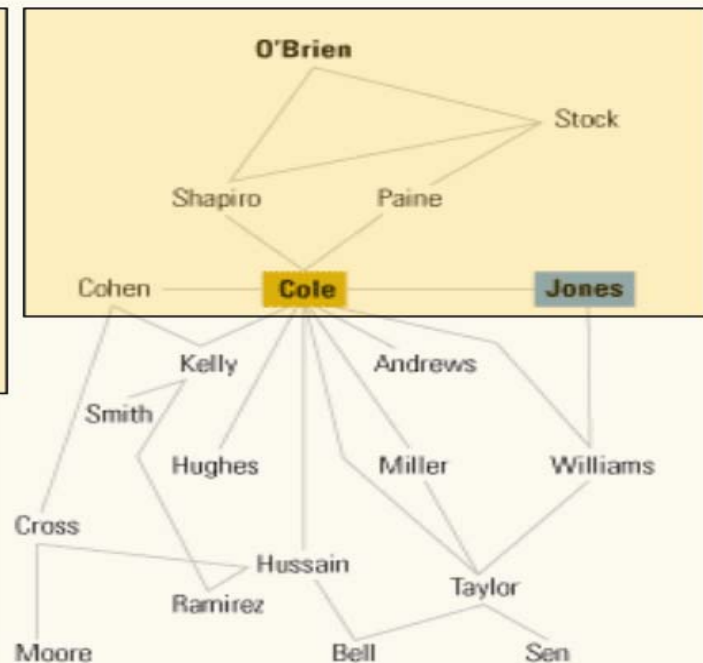 O'Brien
Stock
Shapiro Paine
Cohen Cole Jones
Kelly Andrews
Smith
Hughes Miller Williams
Cross
Hussain
Taylor
Ramirez
Moore Bell Sen